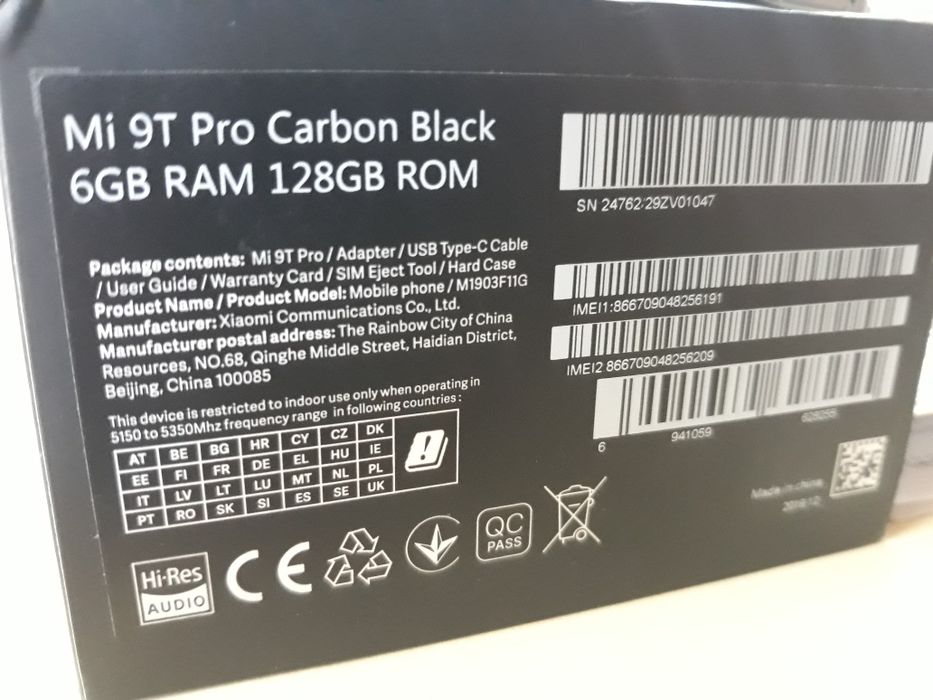 Mi 9T Pro Carbon Black
6GB RAM 128GB ROM
Package contents: Mi 9T Pro / Adapter / USB Type-C Cable
/ User Guide / Warranty Card / SIM Eject Tool / Hard Case
Product Name / Product Model: Mobile phone / M1903F11G
Manufacturer: Xiaomi Communications Co., Ltd.
Manufacturer postal address: The Rainbow City of China
Resources, NO.68, Qinghe Middle Street, Haidian District,
Beijing, China 100085
This device is restricted to indoor use only when operating in
5150 to 5350Mhz frequency range in following countries:
AT BE BG HR CY CZ DK
EE FI FR DE EL HU IE
IT LV LT LU MT NL PL
PT RO SK SI ES SE UK
Hi-Res
AUDIO
CE
QC
PASS
SN 24762/29ZV01047
IMEI1:866709048256191
IMEI2 866709048256209
6 941059 628255
Made in china
2019.12